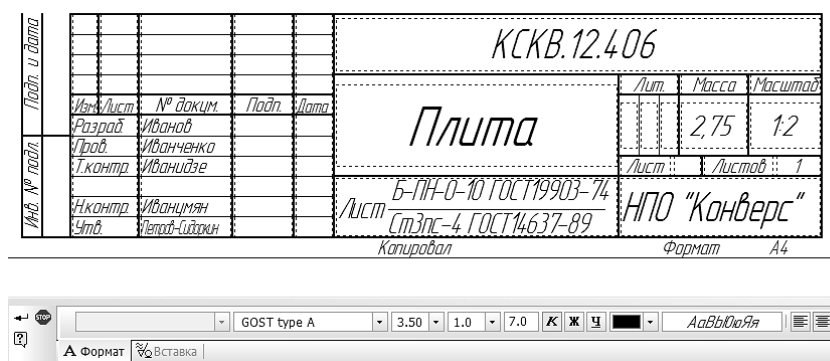 Подп. и дата
КСКВ.12.406
Лит. Масса Масштаб
Изм. Лист № докум. Подп. Дата
Разраб. Иванов
Плита
2,75 1:2
Пров. Иванченко
Т.контр. Иванидзе
Лист Листов 1
Инв. № подл.
Лист Б-ПН-О-10 ГОСТ19903-74
Ст3пс-4 ГОСТ14637-89
НПО "Конверс"
Н.контр. Иванцмян
Утв. Петров-Сидоркин
Копировал Формат А4
STOP
GOST type A 3.50 1.0 7.0 К Ж Ч АаВЬЮюЯя
А Формат Вставка